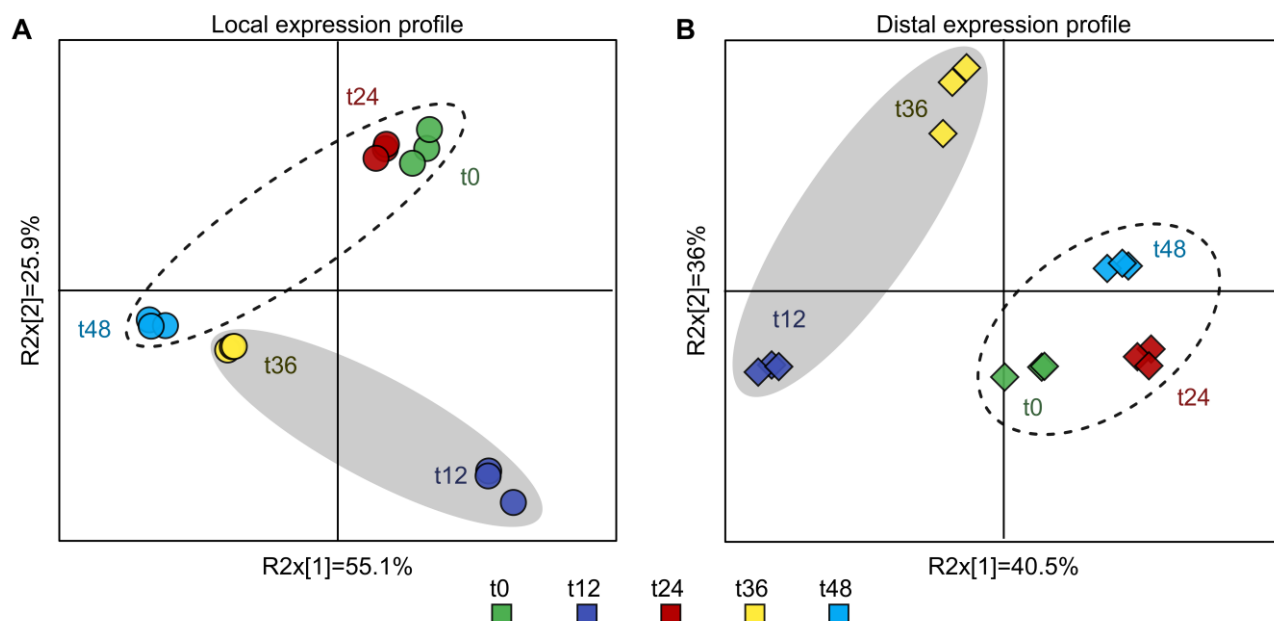 A
Local expression profile
t24
t0
t48
t36
t12
R2x[2]=25.9%
R2x[1]=55.1%
B
Distal expression profile
t36
t48
t12
t0
t24
R2x[2]=36%
R2x[1]=40.5%
t0 t12 t24 t36 t48